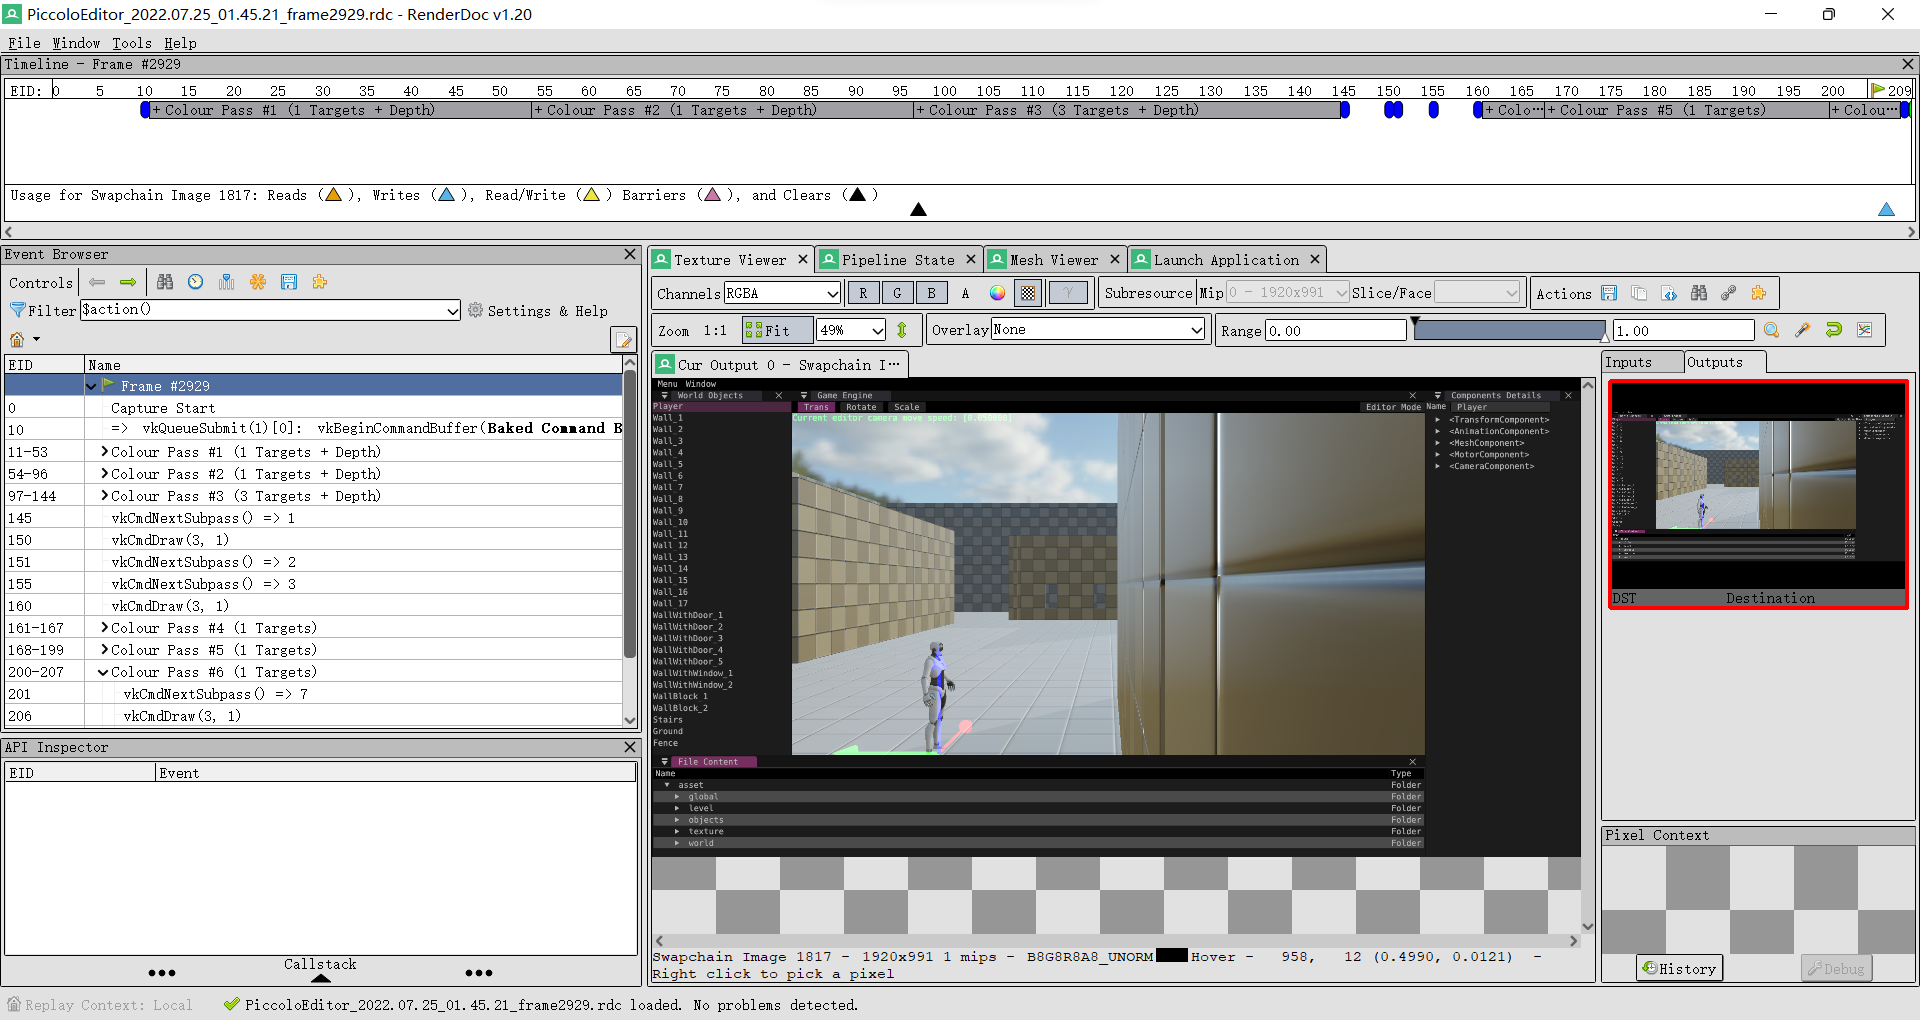 PiccoloEditor_2022.07.25_01.45.21_frame2929.rdc - RenderDoc v1.20
File Window Tools Help
Timeline - Frame #2929
EID: 0 5 10 15 20 25 30 35 40 45 50 55 60 65 70 75 80 85 90 95 100 105 110 115 120 125 130 135 140 145 150 155 160 165 170 175 180 185 190 195 200 209
+ Colour Pass #1 (1 Targets + Depth) + Colour Pass #2 (1 Targets + Depth) + Colour Pass #3 (3 Targets + Depth) + Colo··· + Colour Pass #5 (1 Targets) + Colou···
Usage for Swapchain Image 1817: Reads ( ), Writes ( ), Read/Write ( ) Barriers ( ), and Clears ( )
Event Browser
Controls
Filter $action() Settings & Help
EID Name
Frame #2929
0 Capture Start
10 => vkQueueSubmit(1)[0]: vkBeginCommandBuffer(Baked Command B
11-53 Colour Pass #1 (1 Targets + Depth)
54-96 Colour Pass #2 (1 Targets + Depth)
97-144 Colour Pass #3 (3 Targets + Depth)
145 vkCmdNextSubpass() => 1
150 vkCmdDraw(3, 1)
151 vkCmdNextSubpass() => 2
155 vkCmdNextSubpass() => 3
160 vkCmdDraw(3, 1)
161-167 Colour Pass #4 (1 Targets)
168-199 Colour Pass #5 (1 Targets)
200-207 Colour Pass #6 (1 Targets)
201 vkCmdNextSubpass() => 7
206 vkCmdDraw(3, 1)
API Inspector
EID Event
Callstack
Texture Viewer Pipeline State Mesh Viewer Launch Application
Channels RGBA R G B A γ Subresource Mip 0 - 1920x991 Slice/Face Actions
Zoom 1:1 Fit 49% Overlay None Range 0.00 1.00
Cur Output 0 - Swapchain I···
Menu Window
World Objects
Player
Wall_1
Wall_2
Wall_3
Wall_4
Wall_5
Wall_6
Wall_7
Wall_8
Wall_9
Wall_10
Wall_11
Wall_12
Wall_13
Wall_14
Wall_15
Wall_16
Wall_17
WallWithDoor_1
WallWithDoor_2
WallWithDoor_3
WallWithDoor_4
WallWithDoor_5
WallWithWindow_1
WallWithWindow_2
WallBlock_1
WallBlock_2
Stairs
Ground
Fence
Game Engine
Trans Rotate Scale Editor Mode
Current editor camera move speed: [0.050000]
Components Details
Name Player
<TransformComponent>
<AnimationComponent>
<MeshComponent>
<MotorComponent>
<CameraComponent>
File Content
Name Type
asset Folder
global Folder
level Folder
objects Folder
texture Folder
world Folder
Swapchain Image 1817 - 1920x991 1 mips - B8G8R8A8_UNORM Hover - 958, 12 (0.4990, 0.0121) -
Right click to pick a pixel
Inputs Outputs
DST Destination
Pixel Context
History Debug
Replay Context: Local PiccoloEditor_2022.07.25_01.45.21_frame2929.rdc loaded. No problems detected.